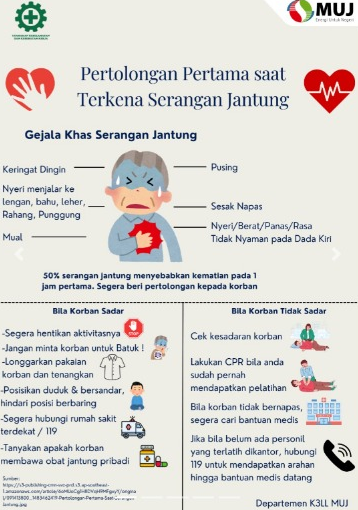 MUJ
Energi Untuk Negeri
Pertolongan Pertama saat
Terkena Serangan Jantung
Gejala Khas Serangan Jantung
Keringat Dingin
Nyeri menjalar ke
lengan, bahu, leher,
Rahang, Punggung
Mual
Pusing
Sesak Napas
Nyeri/Berat/Panas/Rasa
Tidak Nyaman pada Dada Kiri
50% serangan jantung menyebabkan kematian pada 1
jam pertama. Segera beri pertolongan kepada korban
Bila Korban Sadar
-Segera hentikan aktivitasnya
STOP
-Jangan minta korban untuk Batuk !
-Longgarkan pakaian
korban dan tenangkan
-Posisikan duduk & bersandar,
hindari posisi berbaring
-Segera hubungi rumah sakit
terdekat / 119
-Tanyakan apakah korban
membawa obat jantung pribadi
Sumber:
Bila Korban Tidak Sadar
Cek kesadaran korban
Lakukan CPR bila anda
sudah pernah
mendapatkan pelatihan
Bila korban tidak bernapas,
segera cari bantuan medis
Jika bila belum ada personil
yang terlatih dikantor, hubungi
119 untuk mendapatkan arahan
hingga bantuan medis datang
Departemen K3LL MUJ